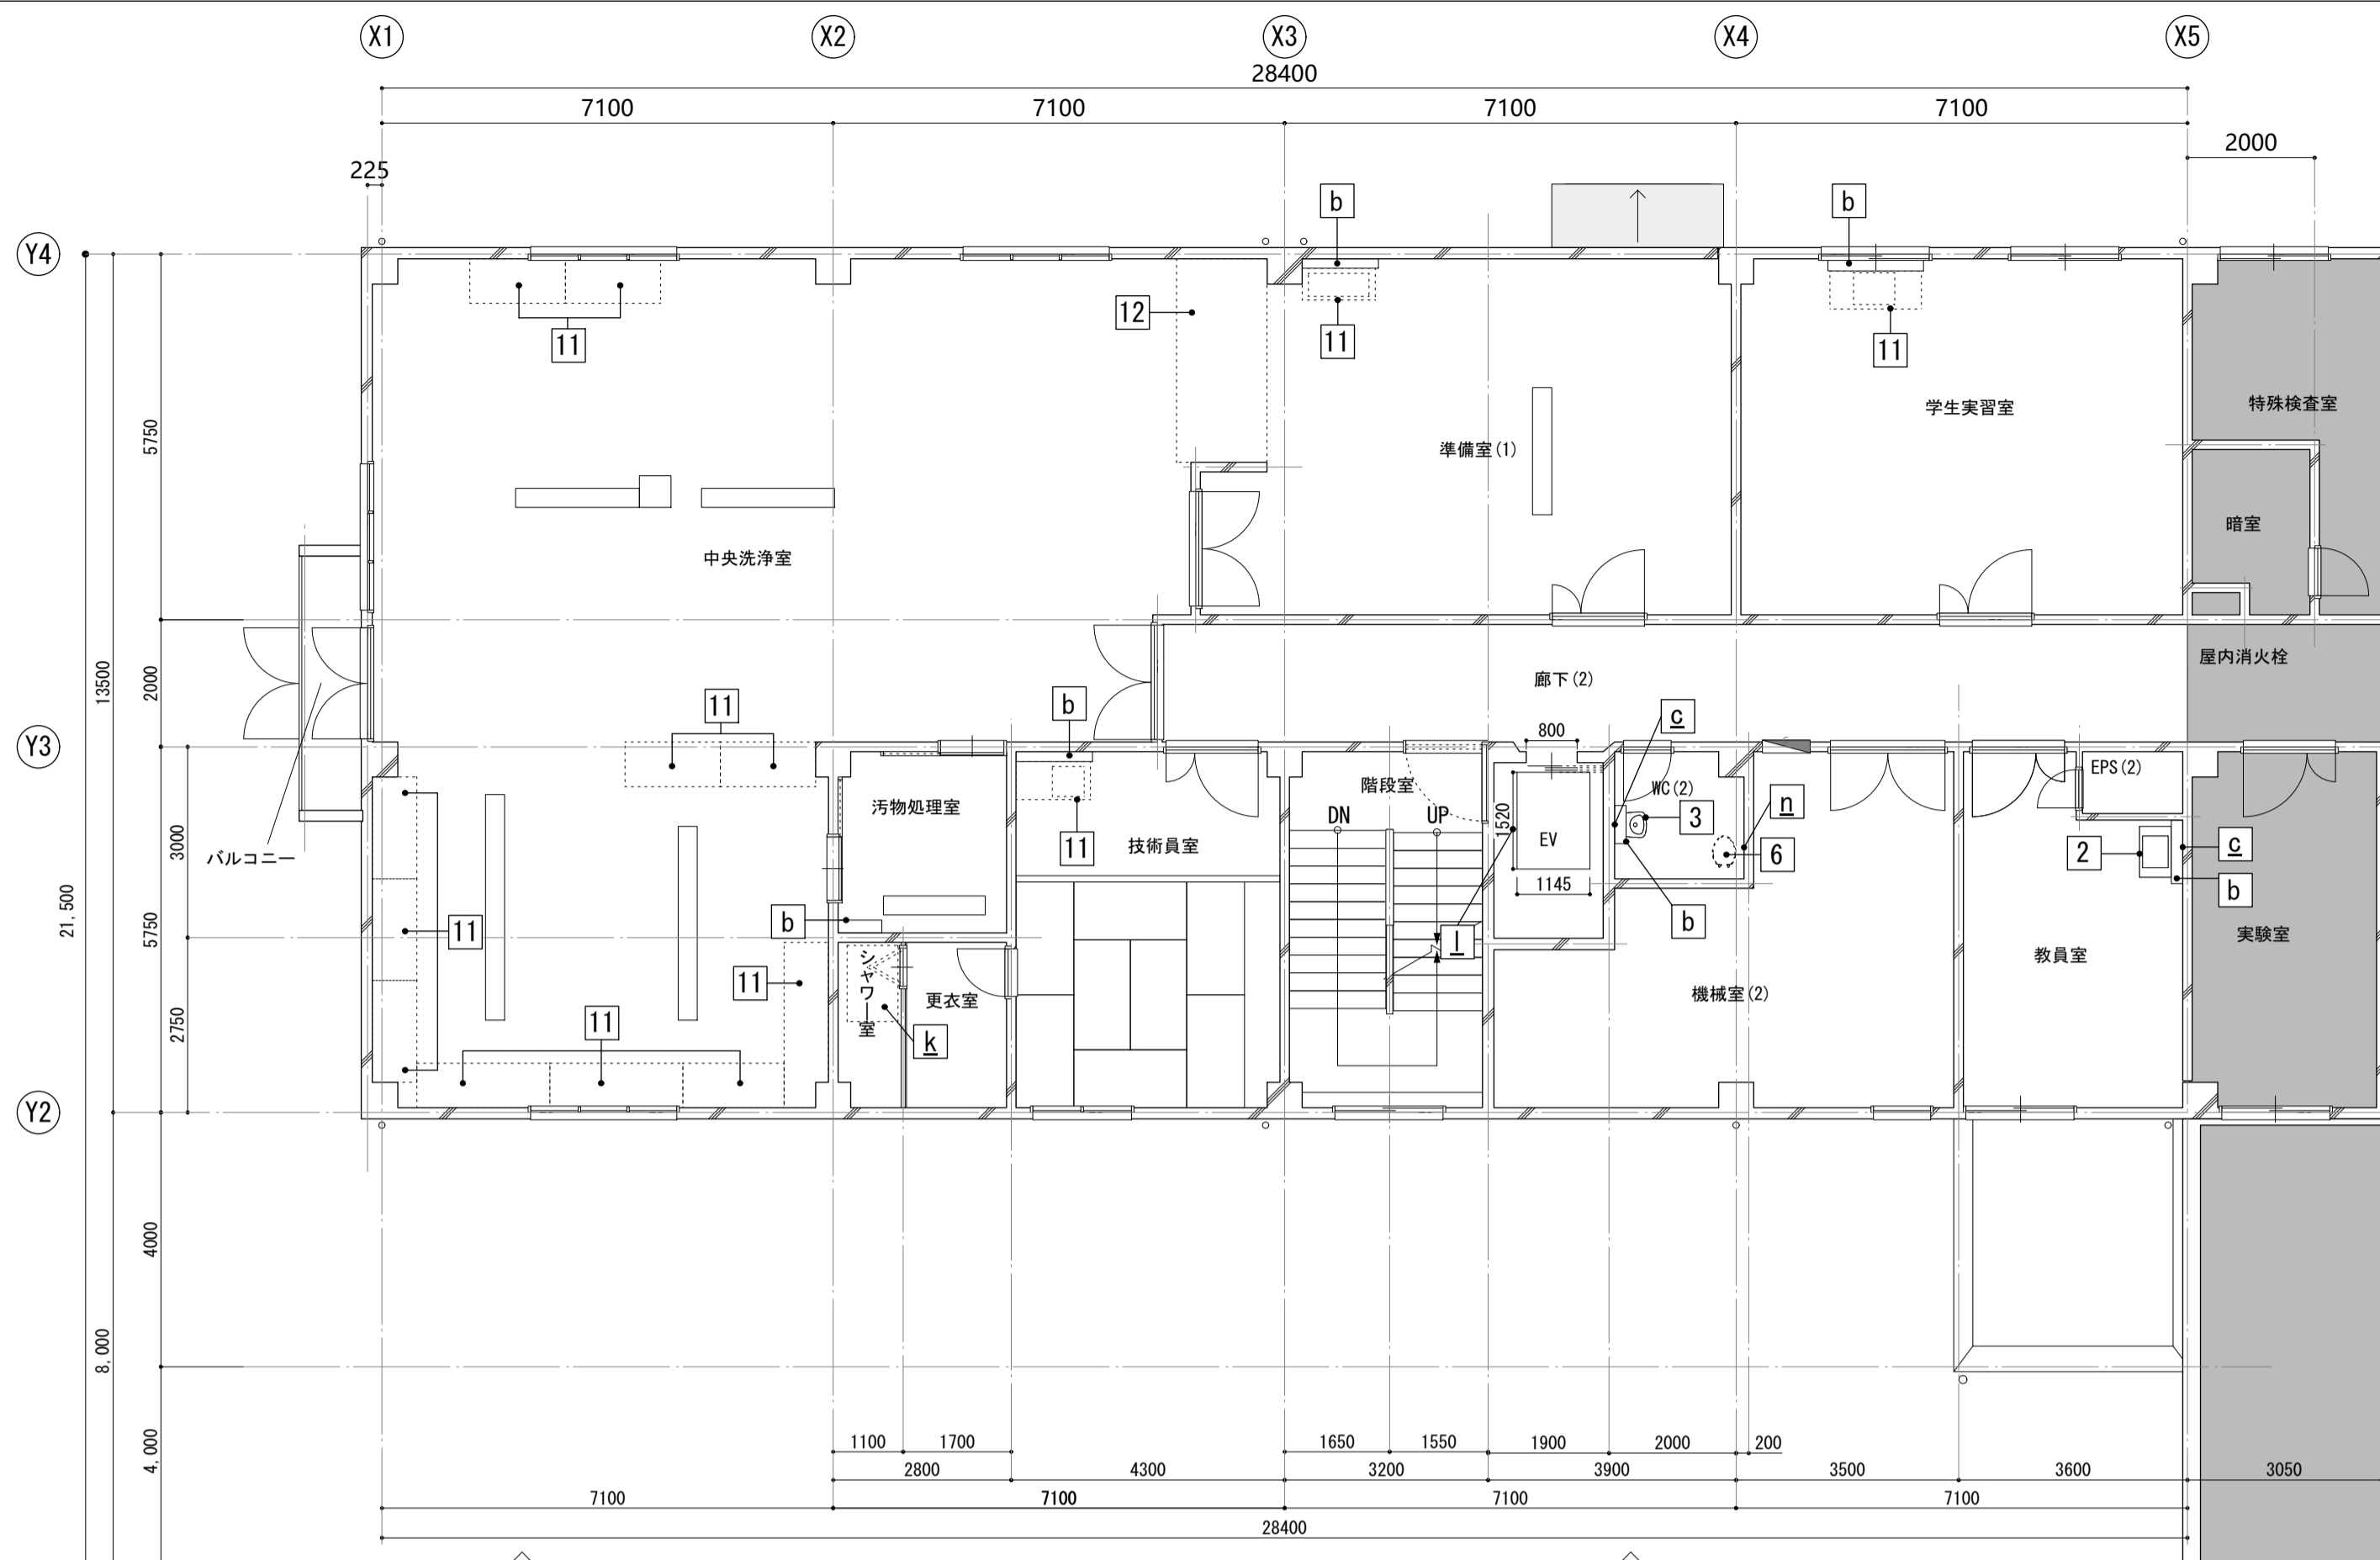 X1
X2
X3
X4
X5
28400
7100
7100
7100
7100
2000
225
b
b
Y4
12
11
11
11
5750
特殊検査室
学生実習室
準備室(1)
暗室
中央洗浄室
屋内消火栓
13500
2000
廊下(2)
11
b
c
800
Y3
EPS(2)
階段室
WC(2)
n
汚物処理室
DN
UP
1520
3
3000
バルコニー
11
技術員室
EV
6
2
c
1145
b
21,500
5750
11
b
l
b
実験室
教員室
11
シャワー室
更衣室
機械室(2)
2750
11
k
Y2
4000
8,000
4,000
1100
1700
1650
1550
1900
2000
200
2800
4300
3200
3900
3500
3600
3050
7100
7100
7100
7100
28400